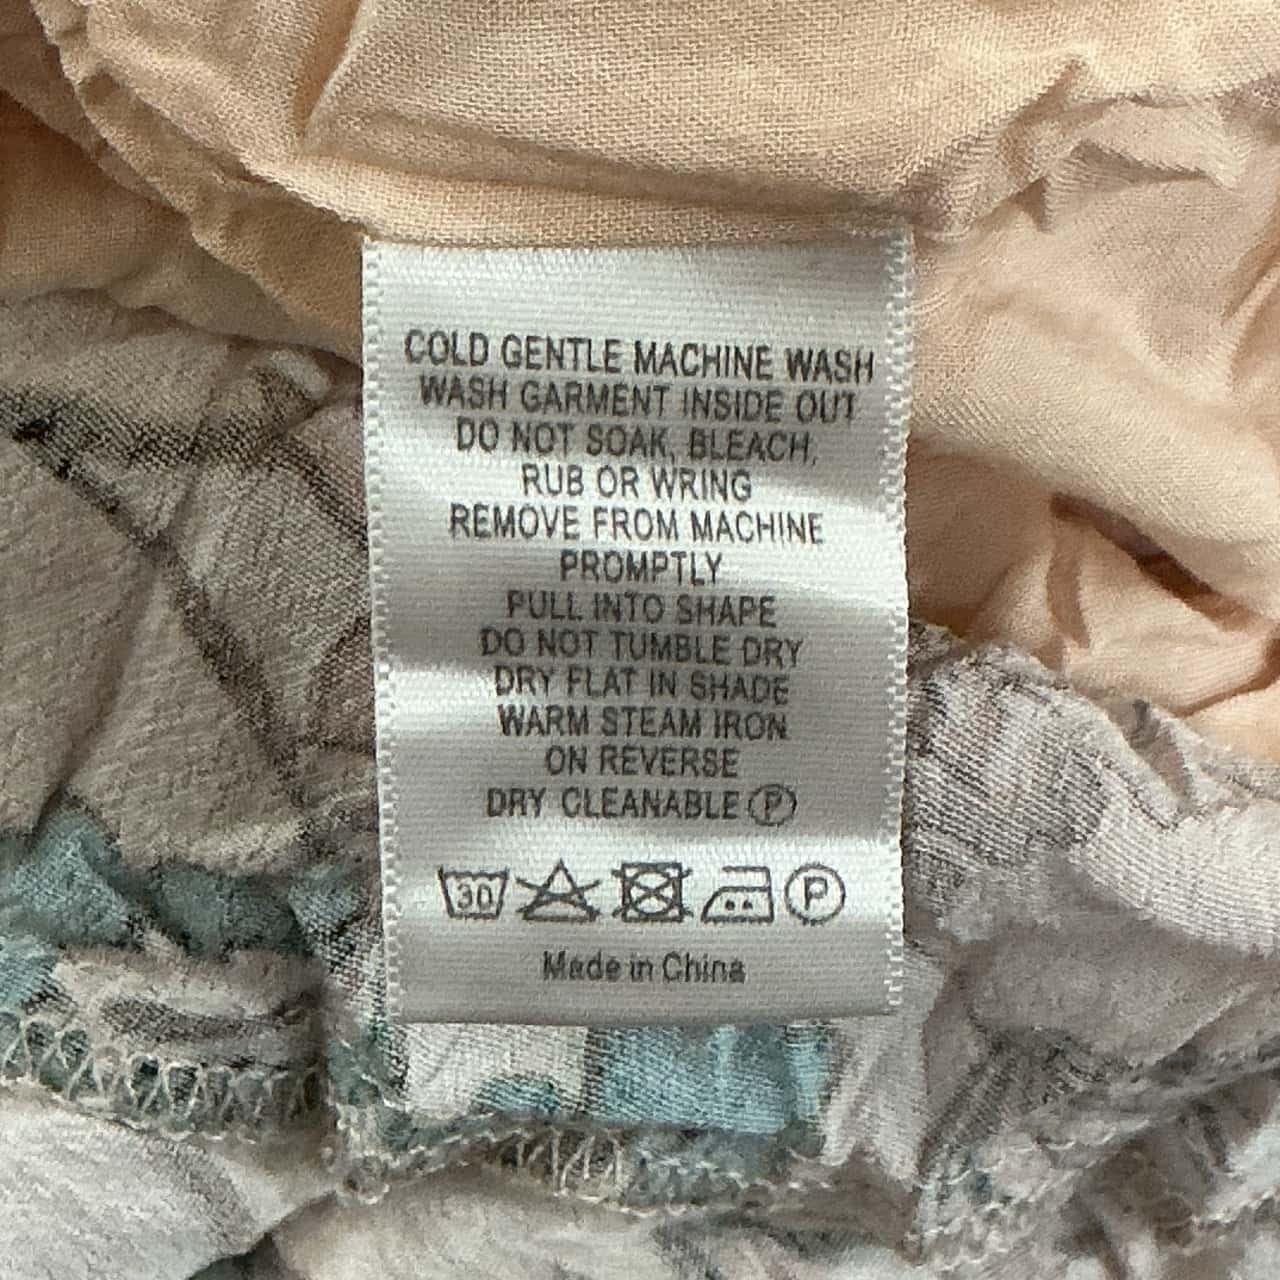 COLD GENTLE MACHINE WASH
WASH GARMENT INSIDE OUT
DO NOT SOAK, BLEACH,
RUB OR WRING
REMOVE FROM MACHINE
PROMPTLY
PULL INTO SHAPE
DO NOT TUMBLE DRY
DRY FLAT IN SHADE
WARM STEAM IRON
ON REVERSE
DRY CLEANABLE Ⓟ
30 P
Made in China